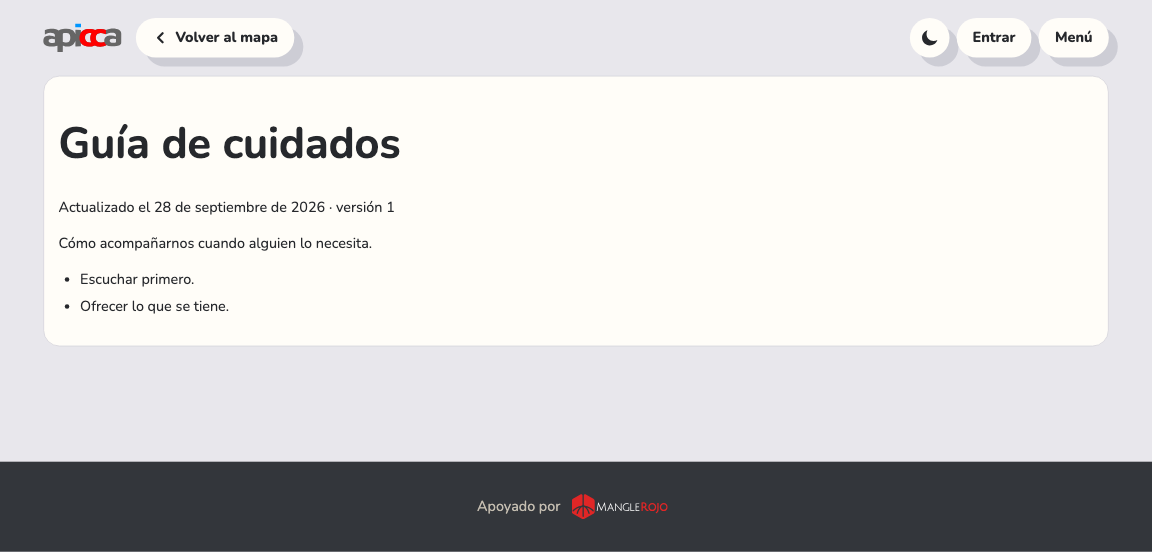 apicca
Volver al mapa
Entrar
Menú
Guía de cuidados
Actualizado el 28 de septiembre de 2026 · versión 1
Cómo acompañarnos cuando alguien lo necesita.
• Escuchar primero.
• Ofrecer lo que se tiene.
Apoyado por
MANGLEROJO